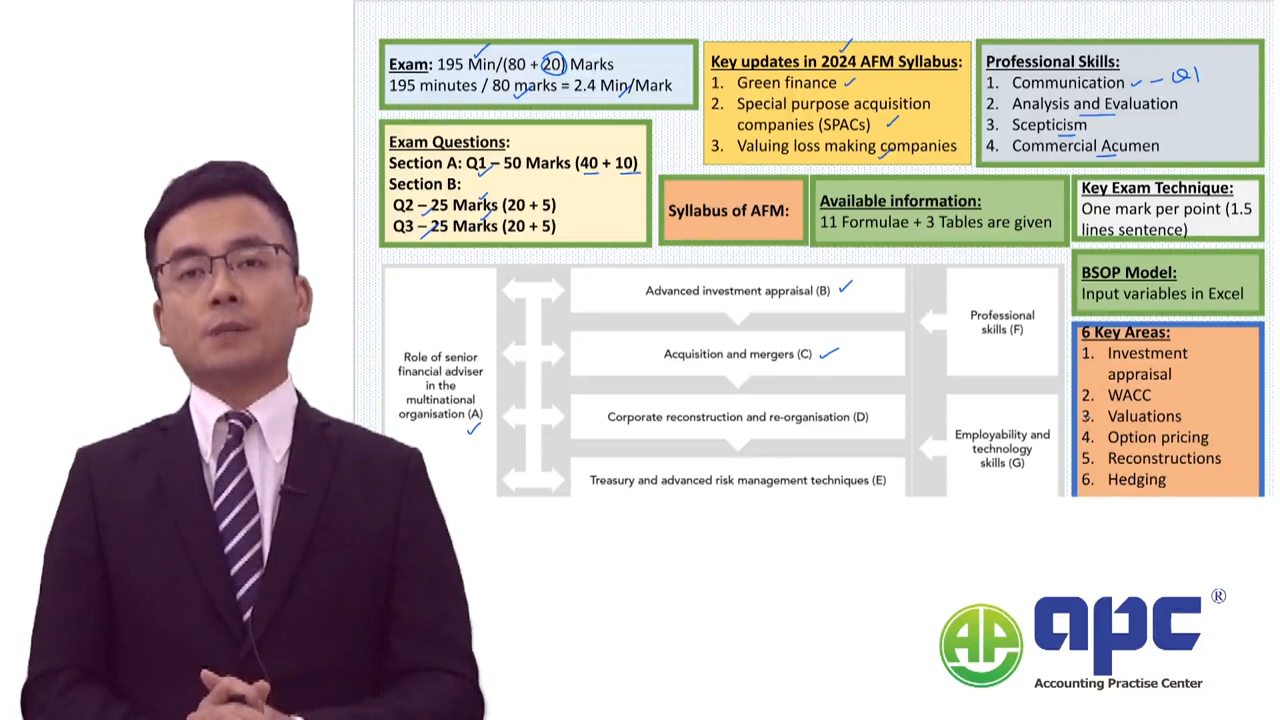 Exam: 195 Min/(80 + 20) Marks
195 minutes / 80 marks = 2.4 Min/Mark
Key updates in 2024 AFM Syllabus:
1. Green finance
2. Special purpose acquisition
companies (SPACs)
3. Valuing loss making companies
Professional Skills:
1. Communication - Q1
2. Analysis and Evaluation
3. Scepticism
4. Commercial Acumen
Exam Questions:
Section A: Q1 – 50 Marks (40 + 10)
Section B:
Q2 – 25 Marks (20 + 5)
Q3 – 25 Marks (20 + 5)
Syllabus of AFM:
Available information:
11 Formulae + 3 Tables are given
Key Exam Technique:
One mark per point (1.5
lines sentence)
BSOP Model:
Input variables in Excel
Role of senior
financial adviser
in the
multinational
organisation (A)
Advanced investment appraisal (B)
Acquisition and mergers (C)
Corporate reconstruction and re-organisation (D)
Treasury and advanced risk management techniques (E)
Professional
skills (F)
Employability and
technology
skills (G)
6 Key Areas:
1. Investment
appraisal
2. WACC
3. Valuations
4. Option pricing
5. Reconstructions
6. Hedging
AP
apc ®
Accounting Practise Center